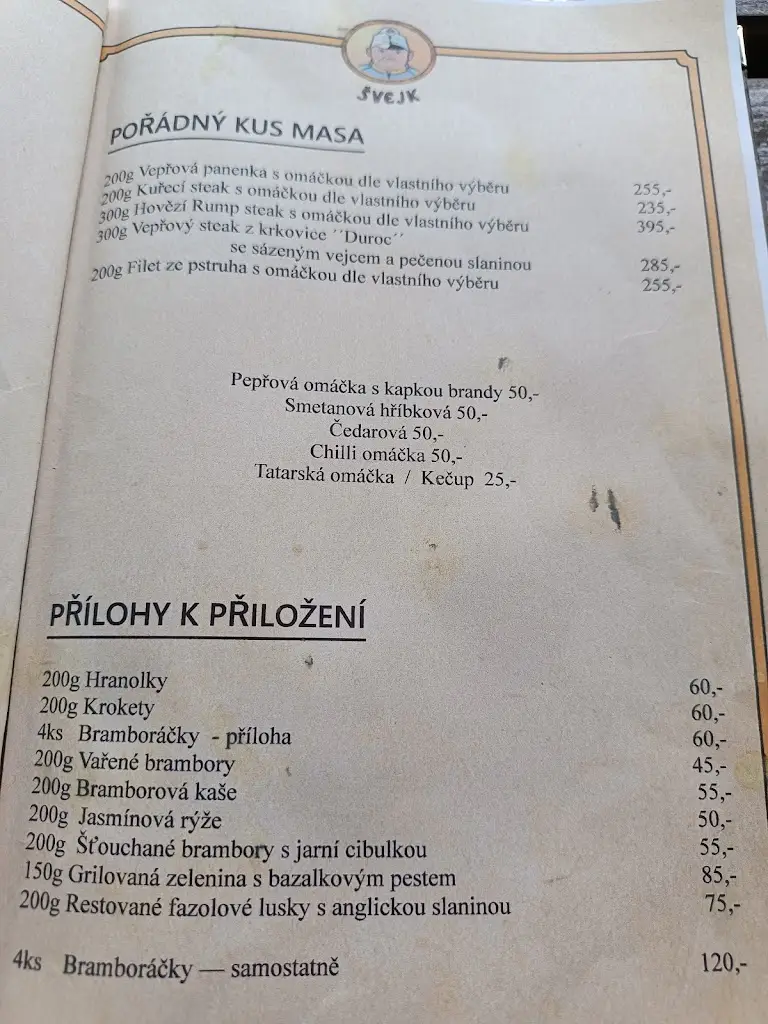 ŠVEJK
POŘÁDNÝ KUS MASA
200g Vepřová panenka s omáčkou dle vlastního výběru 255,-
200g Kuřecí steak s omáčkou dle vlastního výběru 235,-
300g Hovězí Rump steak s omáčkou dle vlastního výběru 395,-
300g Vepřový steak z krkovice ''Duroc''
se sázeným vejcem a pečenou slaninou 285,-
200g Filet ze pstruha s omáčkou dle vlastního výběru 255,-
Pepřová omáčka s kapkou brandy 50,-
Smetanová hříbková 50,-
Čedarová 50,-
Chilli omáčka 50,-
Tatarská omáčka / Kečup 25,-
PŘÍLOHY K PŘILOŽENÍ
200g Hranolky 60,-
200g Krokety 60,-
4ks Bramboráčky - příloha 60,-
200g Vařené brambory 45,-
200g Bramborová kaše 55,-
200g Jasmínová rýže 50,-
200g Šťouchané brambory s jarní cibulkou 55,-
150g Grilovaná zelenina s bazalkovým pestem 85,-
200g Restované fazolové lusky s anglickou slaninou 75,-
4ks Bramboráčky — samostatně 120,-